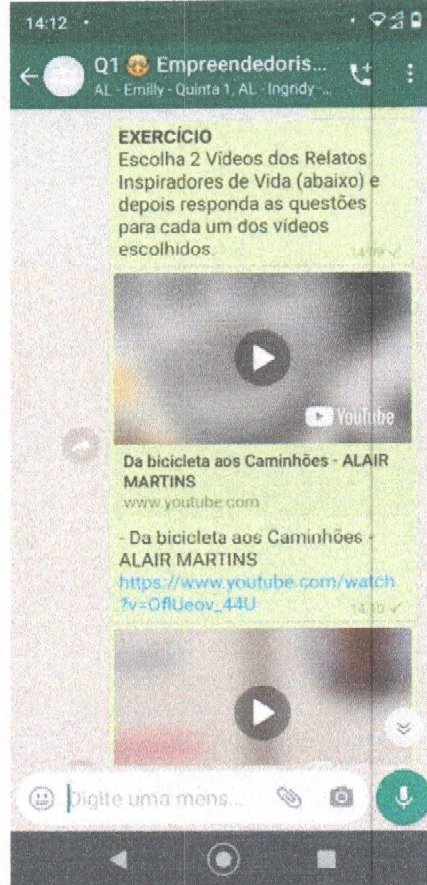 14:12
Q1 Empreendedoris...
AL - Emilly - Quinta 1, AL - Ingridy -...
EXERCÍCIO
Escolha 2 Vídeos dos Relatos
Inspiradores de Vida (abaixo) e
depois responda as questões
para cada um dos vídeos
escolhidos.
14:09
YouTube
Da bicicleta aos Caminhões - ALAIR
MARTINS
www.youtube.com
- Da bicicleta aos Caminhões -
ALAIR MARTINS
https://www.youtube.com/watch
?v=OflUeov_44U
14:10
Digite uma mens...